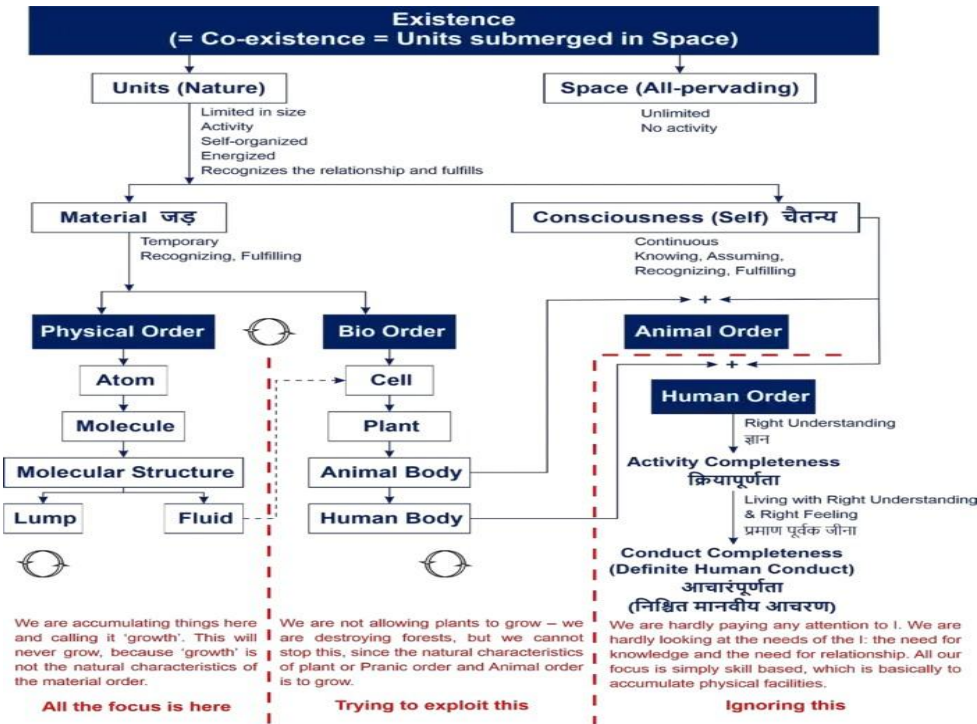 Existence
(= Co-existence = Units submerged in Space)
Units (Nature)
Space (All-pervading)
Limited in size
Activity
Self-organized
Energized
Recognizes the relationship and fulfills
Unlimited
No activity
Material जड़
Consciousness (Self) चैतन्य
Temporary
Recognizing, Fulfilling
Continuous
Knowing, Assuming,
Recognizing, Fulfilling
+
Physical Order
Bio Order
Animal Order
+
Atom
Cell
Human Order
Molecule
Plant
Right Understanding
ज्ञान
Molecular Structure
Animal Body
Activity Completeness
क्रियापूर्णता
Lump
Fluid
Human Body
Living with Right Understanding
& Right Feeling
प्रमाण पूर्वक जीना
Conduct Completeness
(Definite Human Conduct)
आचारंपूर्णता
(निश्चित मानवीय आचरण)
We are accumulating things here
and calling it ‘growth’. This will
never grow, because ‘growth’ is
not the natural characteristics of
the material order.
All the focus is here
We are not allowing plants to grow – we
are destroying forests, but we cannot
stop this, since the natural characteristics
of plant or Pranic order and Animal order
is to grow.
Trying to exploit this
We are hardly paying any attention to I. We are
hardly looking at the needs of the I: the need for
knowledge and the need for relationship. All our
focus is simply skill based, which is basically to
accumulate physical facilities.
Ignoring this